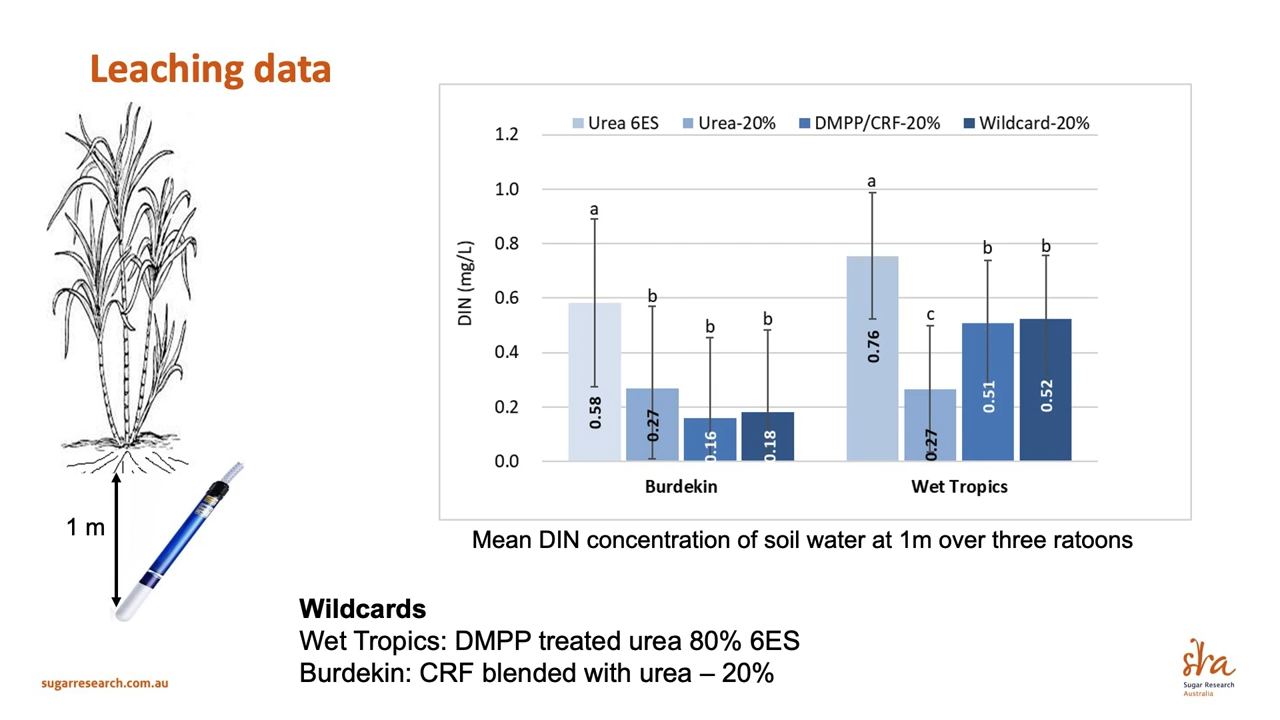 Leaching data
Urea 6ES Urea-20% DMPP/CRF-20% Wildcard-20%
1.2
1.0
0.8
0.6
0.4
0.2
0.0
DIN (mg/L)
a
b
b
b
a
c
b
b
0.58
0.27
0.16
0.18
0.76
0.27
0.51
0.52
Burdekin
Wet Tropics
Mean DIN concentration of soil water at 1m over three ratoons
1 m
Wildcards
Wet Tropics: DMPP treated urea 80% 6ES
Burdekin: CRF blended with urea – 20%
sugarresearch.com.au
sra
Sugar Research
Australia